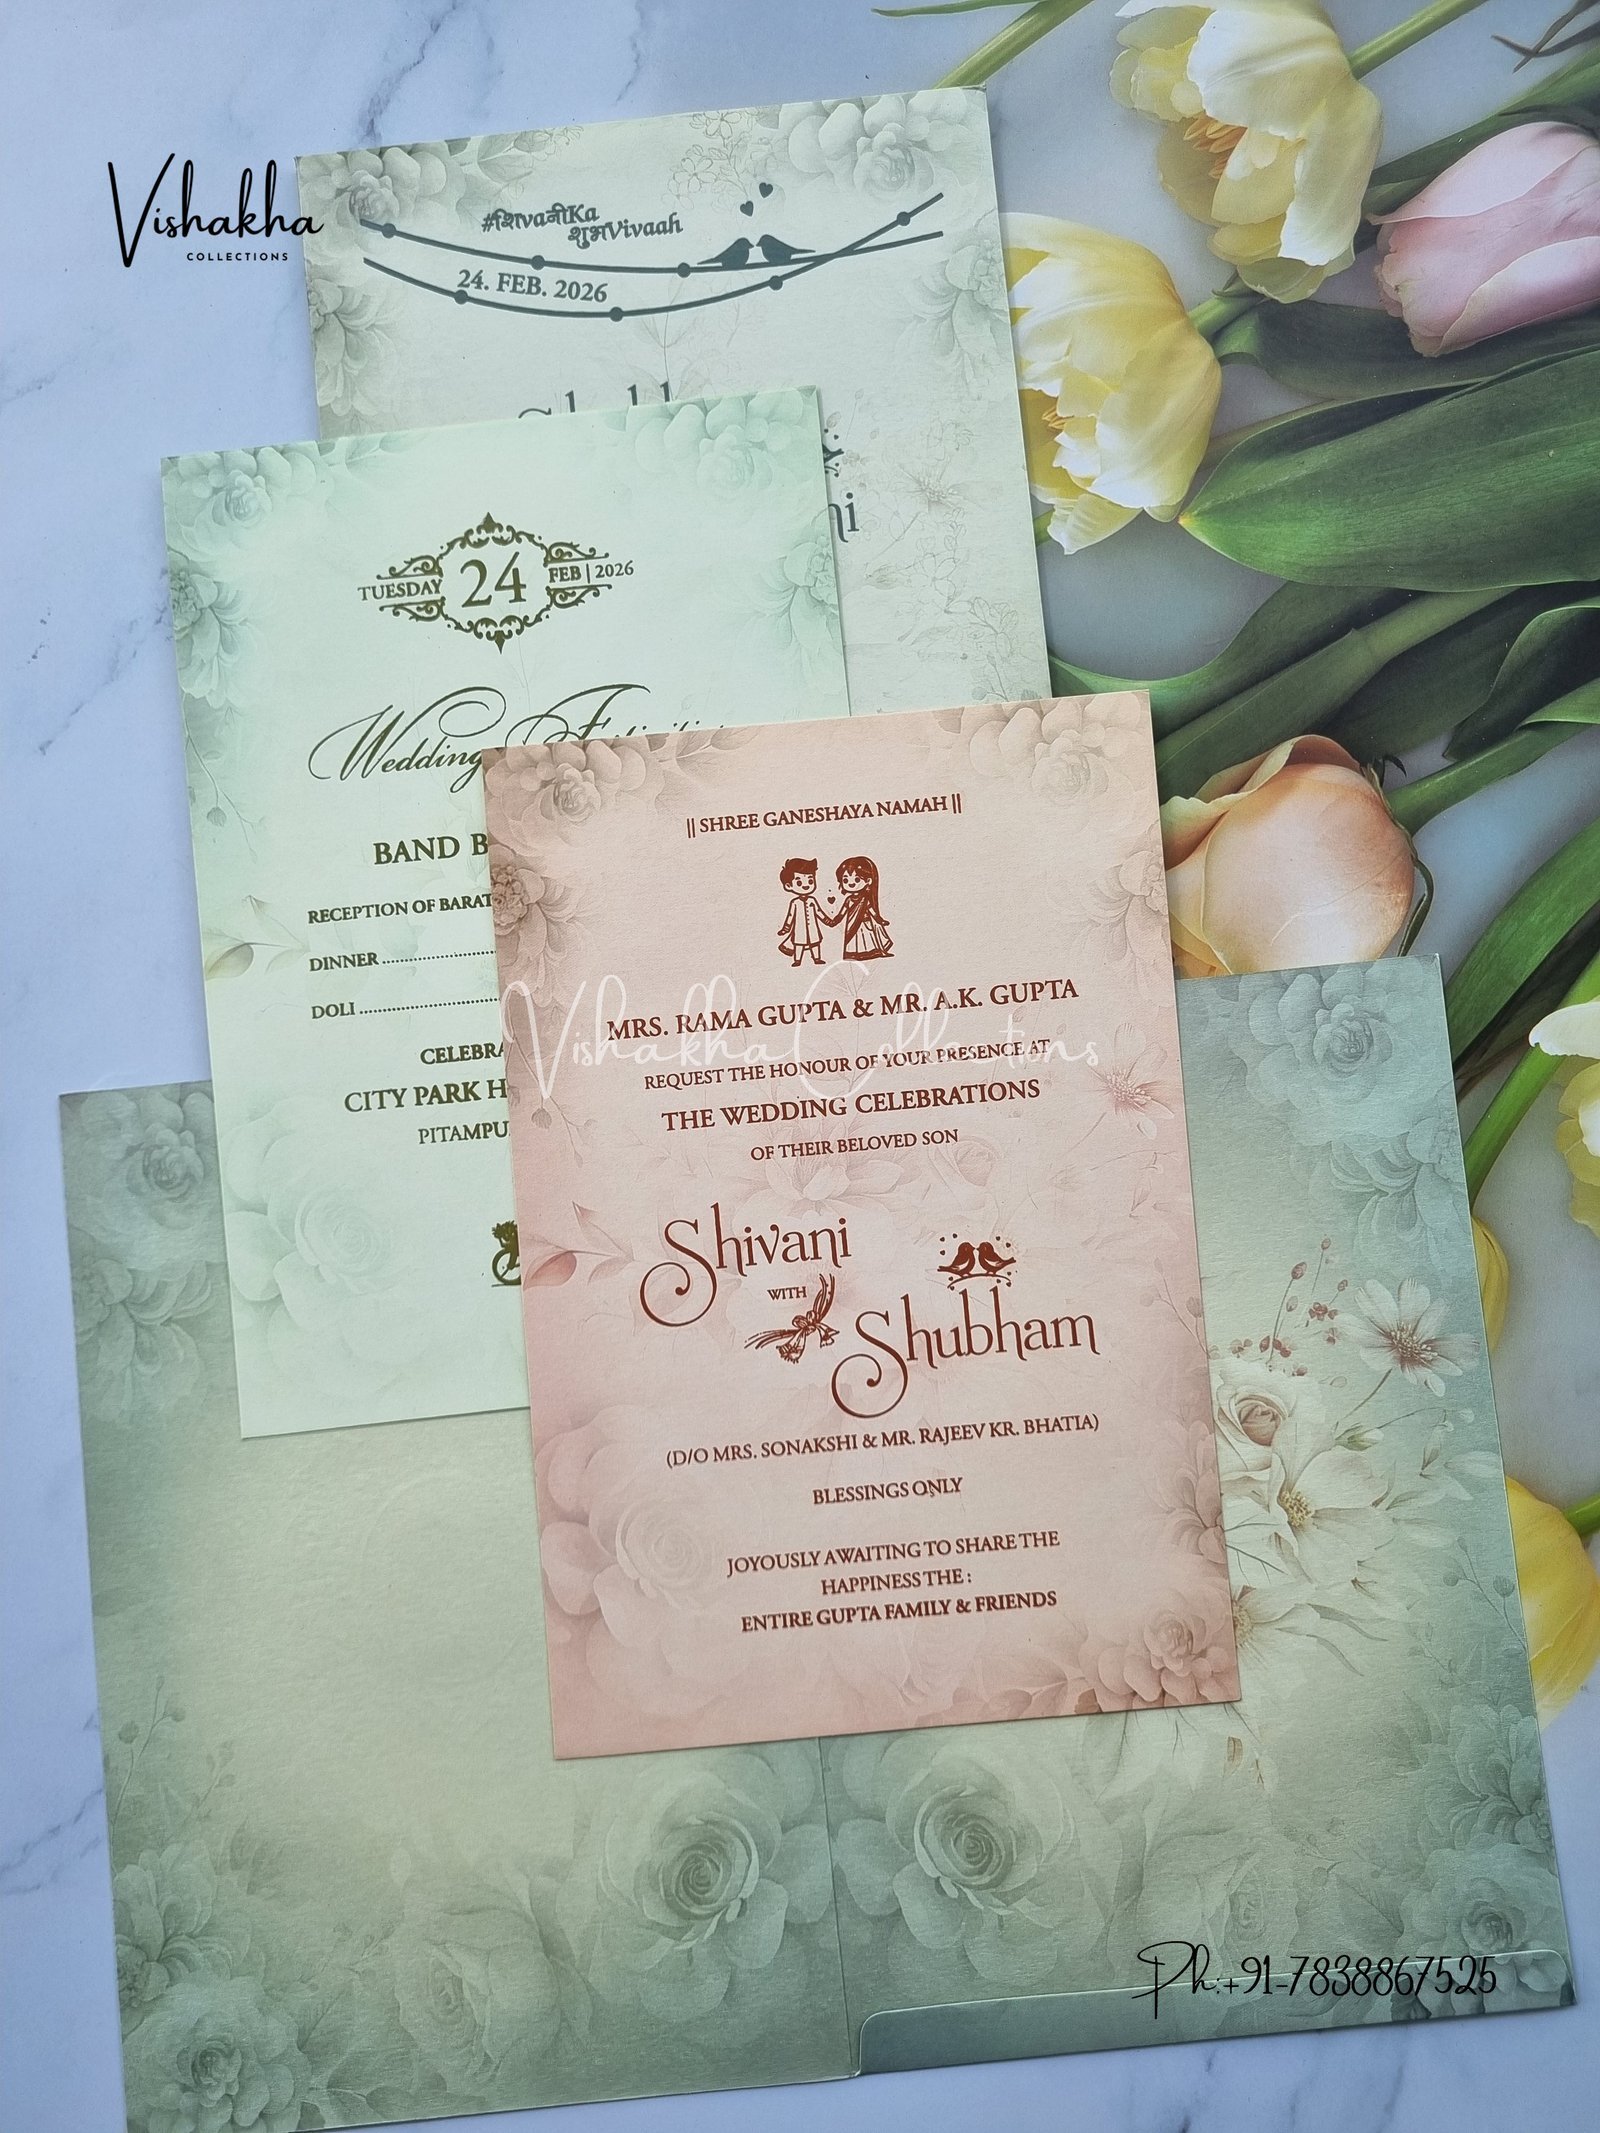 Vishakha
COLLECTIONS
#शिvaनीKa
शुभVivaah
24. FEB. 2026
TUESDAY 24 FEB | 2026
Wedding
BAND
RECEPTION OF BARAT
DINNER
DOLI
CITY PARK
|| SHREE GANESHAYA NAMAH ||
MRS. RAMA GUPTA & MR. A.K. GUPTA
Vishakha Collections
REQUEST THE HONOUR OF YOUR PRESENCE AT
THE WEDDING CELEBRATIONS
OF THEIR BELOVED SON
Shivani
WITH
Shubham
(D/O MRS. SONAKSHI & MR. RAJEEV KR. BHATIA)
BLESSINGS ONLY
JOYOUSLY AWAITING TO SHARE THE
HAPPINESS THE :
ENTIRE GUPTA FAMILY & FRIENDS
Ph:+91-7838867525